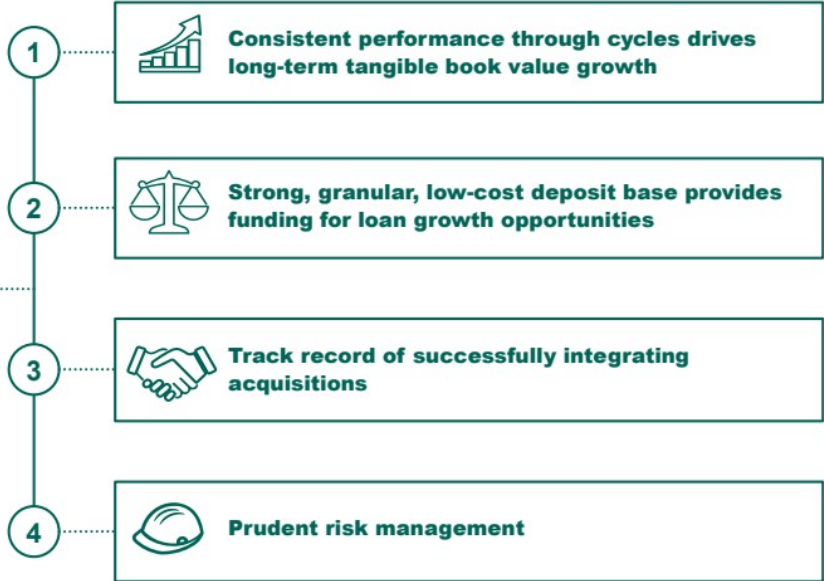 1
Consistent performance through cycles drives
long-term tangible book value growth
2
Strong, granular, low-cost deposit base provides
funding for loan growth opportunities
3
Track record of successfully integrating
acquisitions
4
Prudent risk management